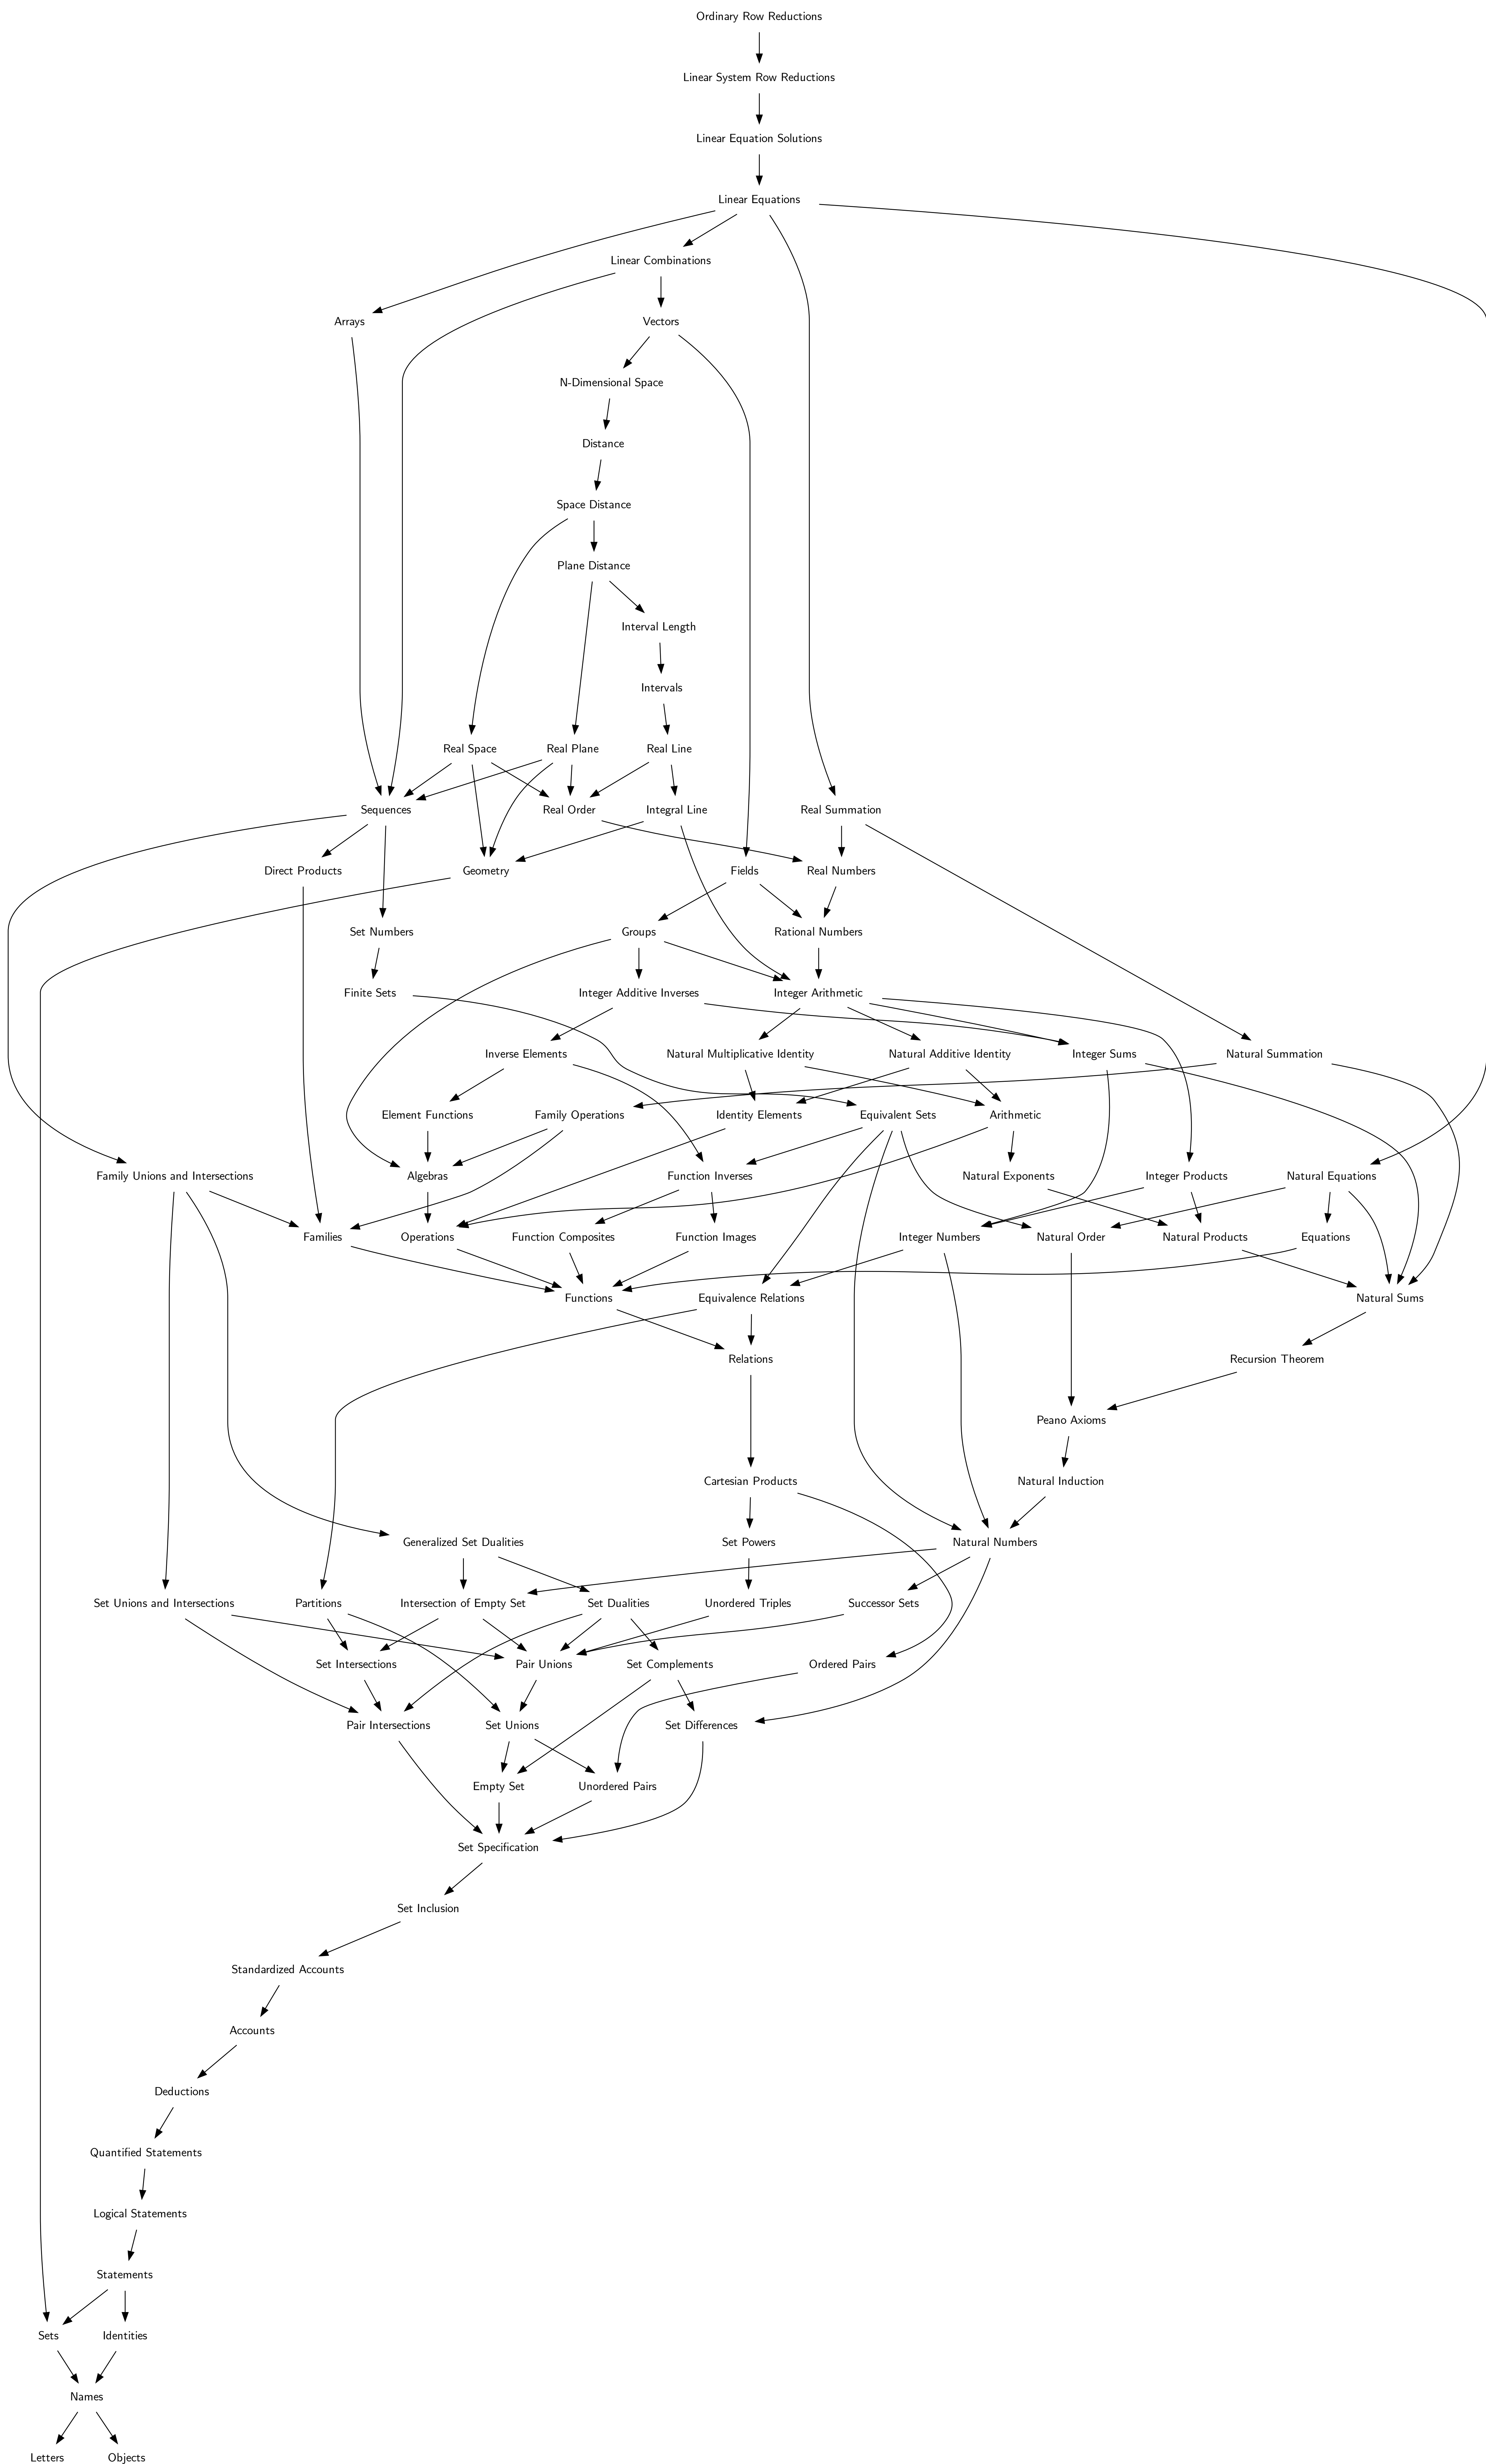 Ordinary Row Reductions
Linear System Row Reductions
Linear Equation Solutions
Linear Equations
Linear Combinations
Arrays
Vectors
N-Dimensional Space
Distance
Space Distance
Plane Distance
Interval Length
Intervals
Real Space
Real Plane
Real Line
Sequences
Real Order
Integral Line
Real Summation
Direct Products
Geometry
Fields
Real Numbers
Set Numbers
Groups
Rational Numbers
Finite Sets
Integer Additive Inverses
Integer Arithmetic
Inverse Elements
Natural Multiplicative Identity
Natural Additive Identity
Integer Sums
Natural Summation
Element Functions
Family Operations
Identity Elements
Equivalent Sets
Arithmetic
Family Unions and Intersections
Algebras
Function Inverses
Natural Exponents
Integer Products
Natural Equations
Families
Operations
Function Composites
Function Images
Integer Numbers
Natural Order
Natural Products
Equations
Functions
Equivalence Relations
Natural Sums
Relations
Recursion Theorem
Peano Axioms
Cartesian Products
Natural Induction
Generalized Set Dualities
Set Powers
Natural Numbers
Set Unions and Intersections
Partitions
Intersection of Empty Set
Set Dualities
Unordered Triples
Successor Sets
Set Intersections
Pair Unions
Set Complements
Ordered Pairs
Pair Intersections
Set Unions
Set Differences
Empty Set
Unordered Pairs
Set Specification
Set Inclusion
Standardized Accounts
Accounts
Deductions
Quantified Statements
Logical Statements
Statements
Sets
Identities
Names
Letters
Objects